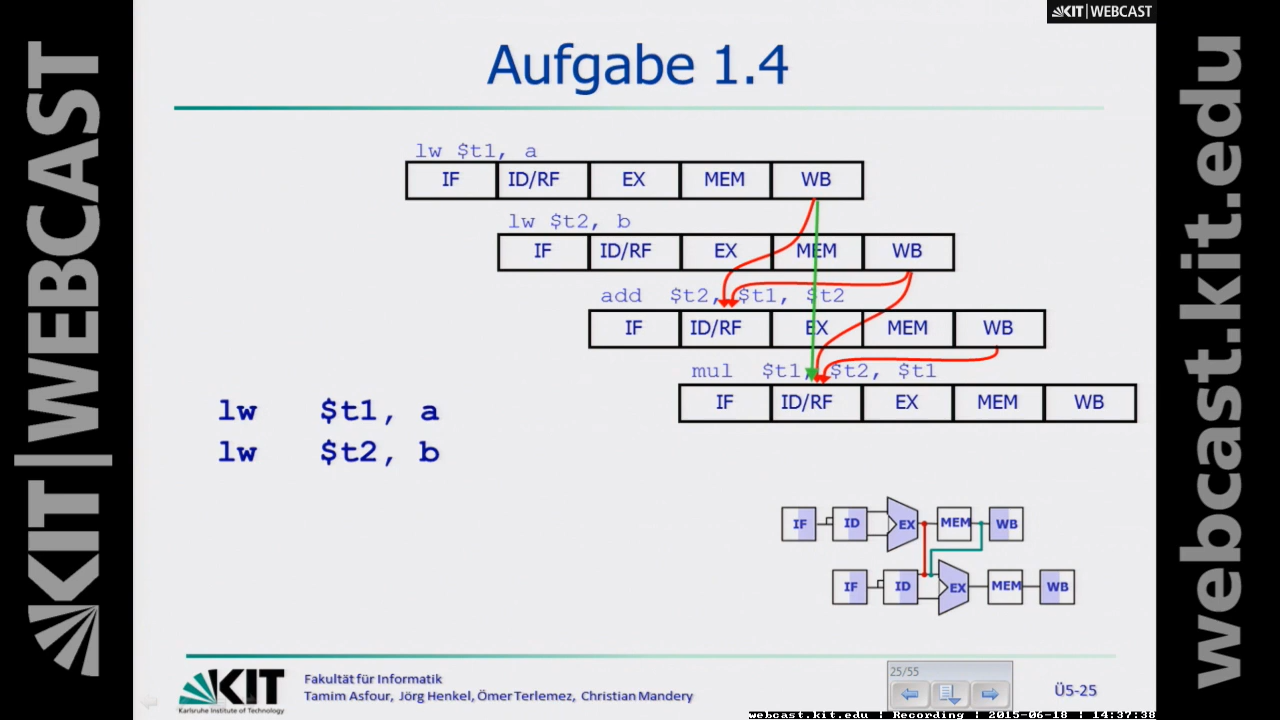 KIT|WEBCAST
KIT|WEBCAST
webcast.kit.edu
Aufgabe 1.4
lw $t1, a
IF ID/RF EX MEM WB
lw $t2, b
IF ID/RF EX MEM WB
add $t2, $t1, $t2
IF ID/RF EX MEM WB
mul $t1, $t2, $t1
IF ID/RF EX MEM WB
lw $t1, a
lw $t2, b
IF ID EX MEM WB
IF ID EX MEM WB
KIT
Karlsruhe Institute of Technology
Fakultät für Informatik
Tamim Asfour, Jörg Henkel, Ömer Terlemez, Christian Mandery
25/55
Ü5-25
webcast.kit.edu | Recording | 2015-06-18 | 14:37:38